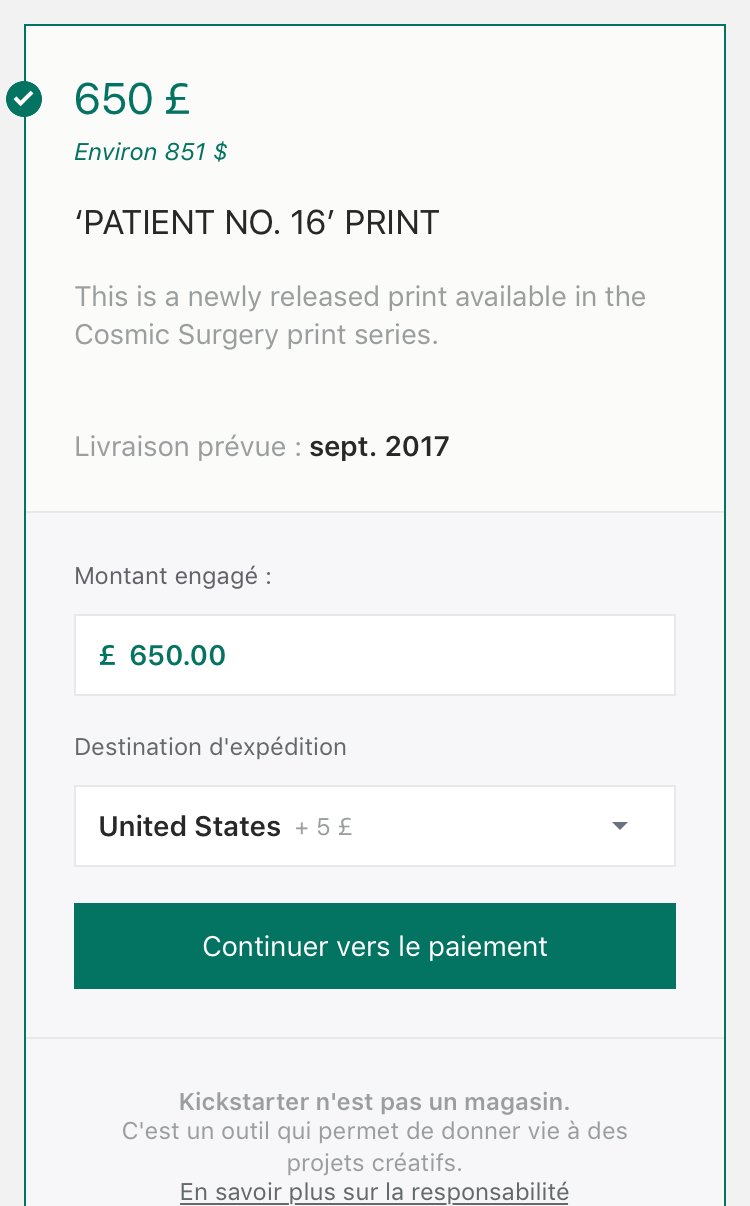 650 £
Environ 851 $
‘PATIENT NO. 16’ PRINT
This is a newly released print available in the
Cosmic Surgery print series.
Livraison prévue : sept. 2017
Montant engagé :
£ 650.00
Destination d'expédition
United States + 5 £
Continuer vers le paiement
Kickstarter n'est pas un magasin.
C'est un outil qui permet de donner vie à des
projets créatifs.
En savoir plus sur la responsabilité